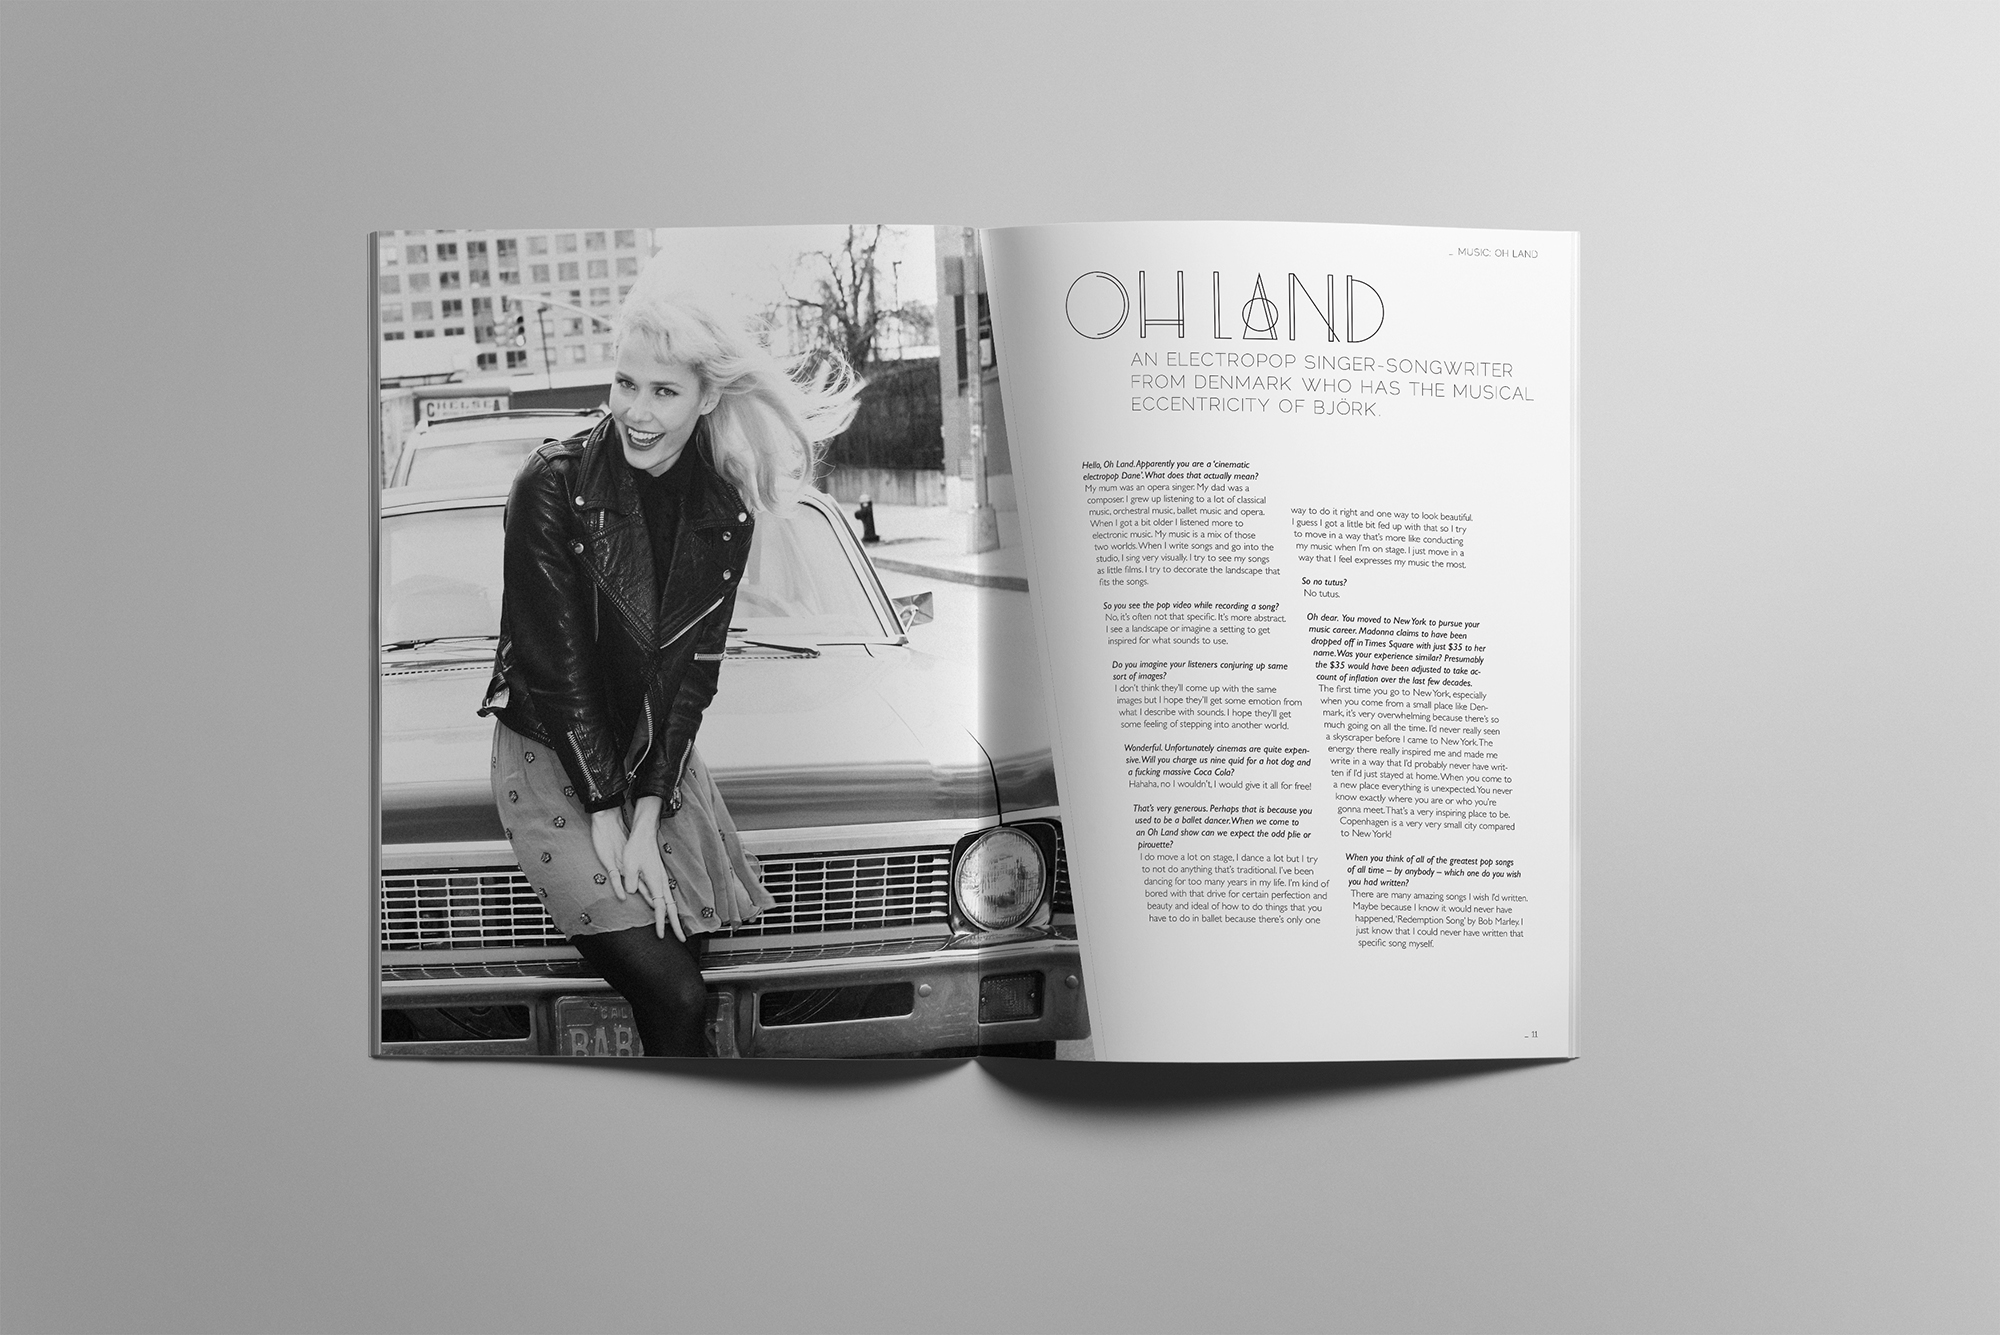 CHELSEA
CAL
BAB
_ MUSIC: OH LAND
OH LAND
AN ELECTROPOP SINGER-SONGWRITER
FROM DENMARK WHO HAS THE MUSICAL
ECCENTRICITY OF BJÖRK.
Hello, Oh Land. Apparently you are a 'cinematic
electropop Dane'. What does that actually mean?
My mum was an opera singer. My dad was a
composer. I grew up listening to a lot of classical
music, orchestral music, ballet music and opera.
When I got a bit older I listened more to
electronic music. My music is a mix of those
two worlds. When I write songs and go into the
studio, I sing very visually. I try to see my songs
as little films. I try to decorate the landscape that
fits the songs.
So you see the pop video while recording a song?
No, it's often not that specific. It's more abstract.
I see a landscape or imagine a setting to get
inspired for what sounds to use.
Do you imagine your listeners conjuring up same
sort of images?
I don't think they'll come up with the same
images but I hope they'll get some emotion from
what I describe with sounds. I hope they'll get
some feeling of stepping into another world.
Wonderful. Unfortunately cinemas are quite expen-
sive. Will you charge us nine quid for a hot dog and
a fucking massive Coca Cola?
Hahaha, no I wouldn't, I would give it all for free!
That's very generous. Perhaps that is because you
used to be a ballet dancer. When we come to
an Oh Land show can we expect the odd plie or
pirouette?
I do move a lot on stage, I dance a lot but I try
to not do anything that's traditional. I've been
dancing for too many years in my life. I'm kind of
bored with that drive for certain perfection and
beauty and ideal of how to do things that you
have to do in ballet because there's only one
way to do it right and one way to look beautiful.
I guess I got a little bit fed up with that so I try
to move in a way that's more like conducting
my music when I'm on stage. I just move in a
way that I feel expresses my music the most.
So no tutus?
No tutus.
Oh dear. You moved to New York to pursue your
music career. Madonna claims to have been
dropped off in Times Square with just $35 to her
name. Was your experience similar? Presumably
the $35 would have been adjusted to take ac-
count of inflation over the last few decades.
The first time you go to New York, especially
when you come from a small place like Den-
mark, it's very overwhelming because there's so
much going on all the time. I'd never really seen
a skyscraper before I came to New York. The
energy there really inspired me and made me
write in a way that I'd probably never have writ-
ten if I'd just stayed at home. When you come to
a new place everything is unexpected. You never
know exactly where you are or who you're
gonna meet. That's a very inspiring place to be.
Copenhagen is a very very small city compared
to New York!
When you think of all of the greatest pop songs
of all time – by anybody – which one do you wish
you had written?
There are many amazing songs I wish I'd written.
Maybe because I know it would never have
happened, 'Redemption Song' by Bob Marley. I
just know that I could never have written that
specific song myself.
_ 11